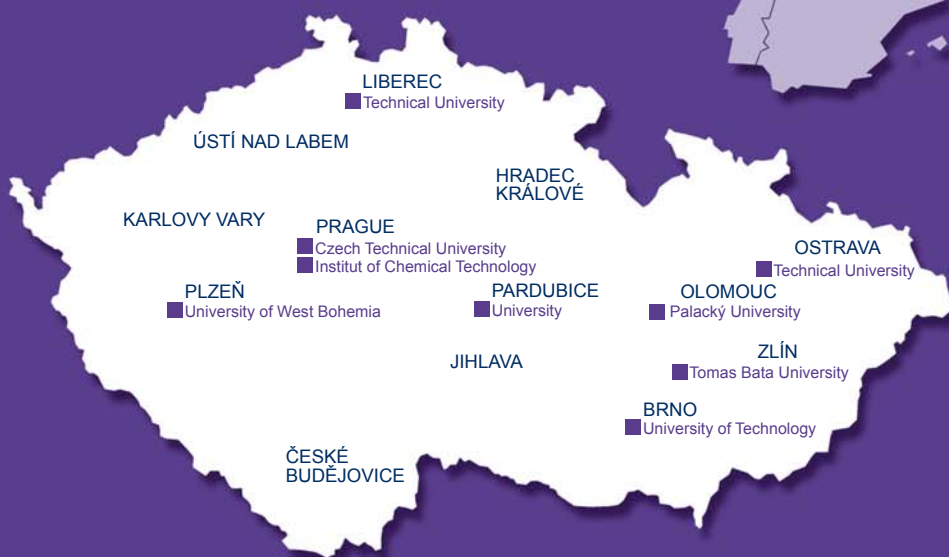 LIBEREC
Technical University
ÚSTÍ NAD LABEM
HRADEC
KRÁLOVÉ
KARLOVY VARY
PRAGUE
Czech Technical University
Institut of Chemical Technology
OSTRAVA
Technical University
PLZEŇ
University of West Bohemia
PARDUBICE
University
OLOMOUC
Palacký University
JIHLAVA
ZLÍN
Tomas Bata University
BRNO
University of Technology
ČESKÉ
BUDĚJOVICE